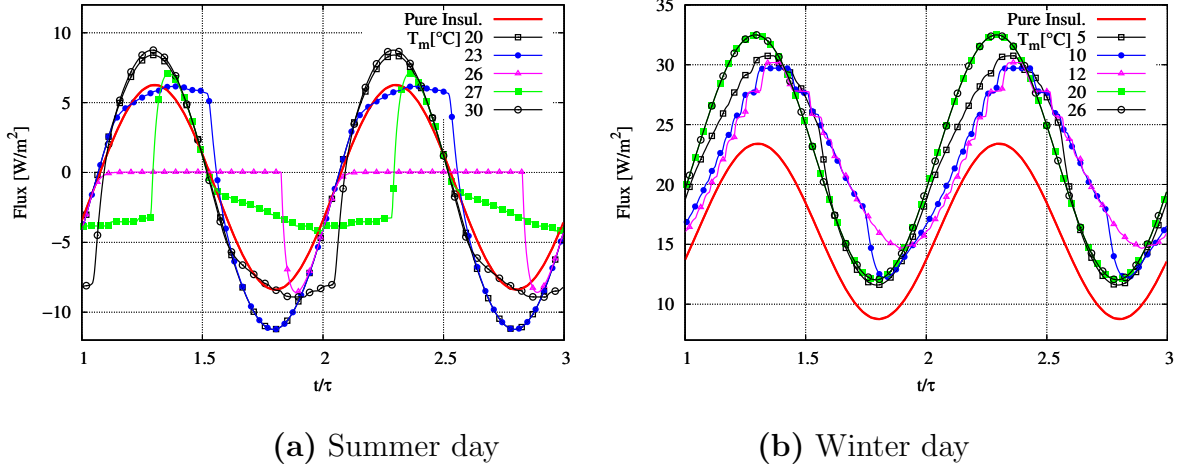 Pure Insul.
T_m[°C] 20
23
26
27
30
10
5
0
−5
−10
Flux [W/m²]
1
1.5
2
2.5
3
t/τ
(a) Summer day
Pure Insul.
T_m[°C] 5
10
12
20
26
35
30
25
20
15
10
Flux [W/m²]
1
1.5
2
2.5
3
t/τ
(b) Winter day